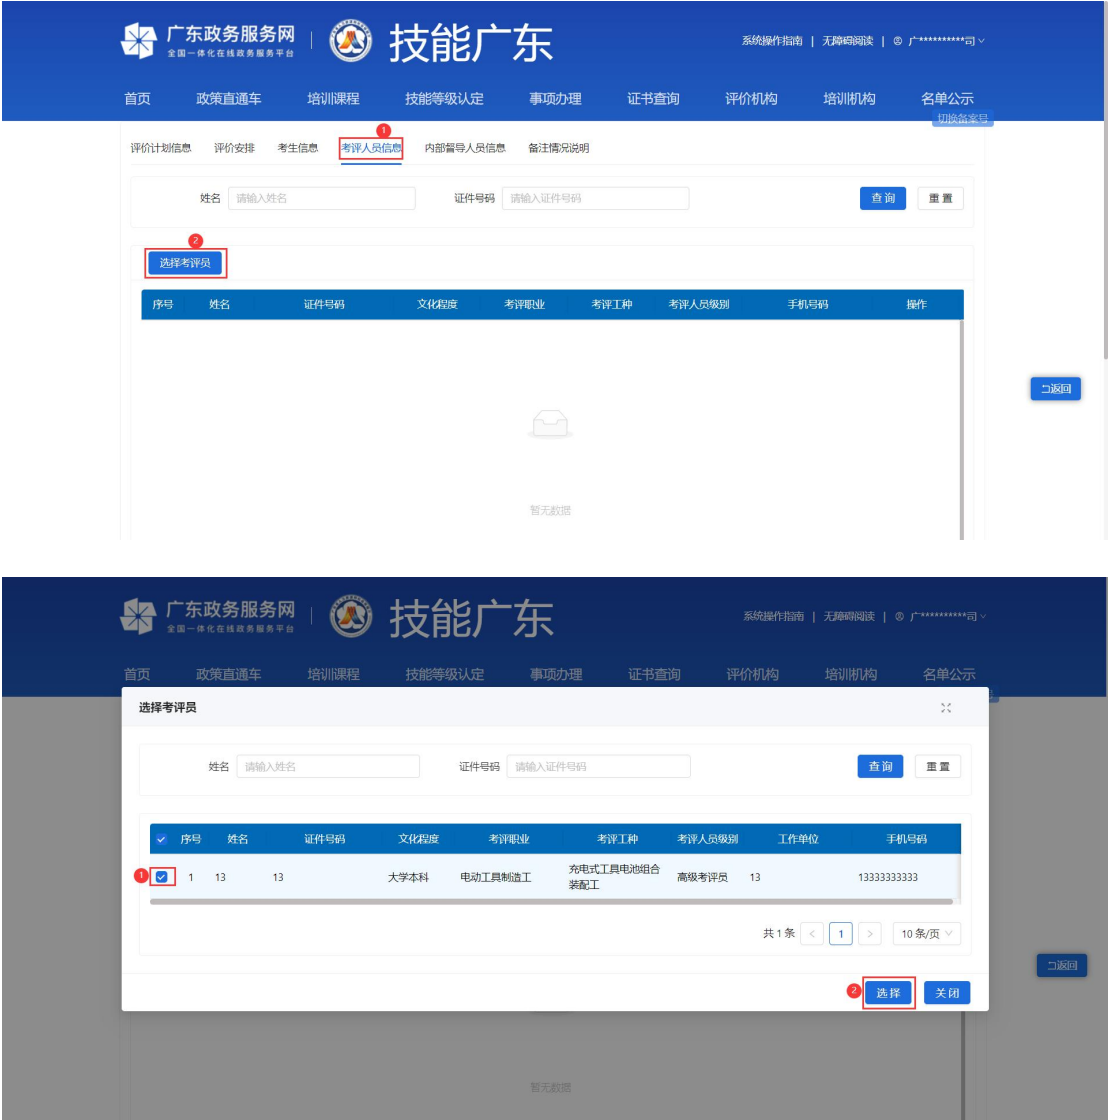 广东政务服务网
全国一体化在线政务服务平台
技能广东
系统操作指南 | 无障碍阅读 | 广**********司
首页 政策直通车 培训课程 技能等级认定 事项办理 证书查询 评价机构 培训机构 名单公示
切换备案号
1
评价计划信息 评价安排 考生信息 考评人员信息 内部督导人员信息 备注情况说明
姓名 请输入姓名 证件号码 请输入证件号码 查询 重置
2
选择考评员
序号 姓名 证件号码 文化程度 考评职业 考评工种 考评人员级别 手机号码 操作
返回
暂无数据
广东政务服务网
全国一体化在线政务服务平台
技能广东
系统操作指南 | 无障碍阅读 | 广**********司
首页 政策直通车 培训课程 技能等级认定 事项办理 证书查询 评价机构 培训机构 名单公示
选择考评员
姓名 请输入姓名 证件号码 请输入证件号码 查询 重置
序号 姓名 证件号码 文化程度 考评职业 考评工种 考评人员级别 工作单位 手机号码
1 1 13 13 大学本科 电动工具制造工 充电式工具电池组合 高级考评员 13 13333333333
装配工
共1条 < 1 > 10条/页
返回
2 选择 关闭
暂无数据